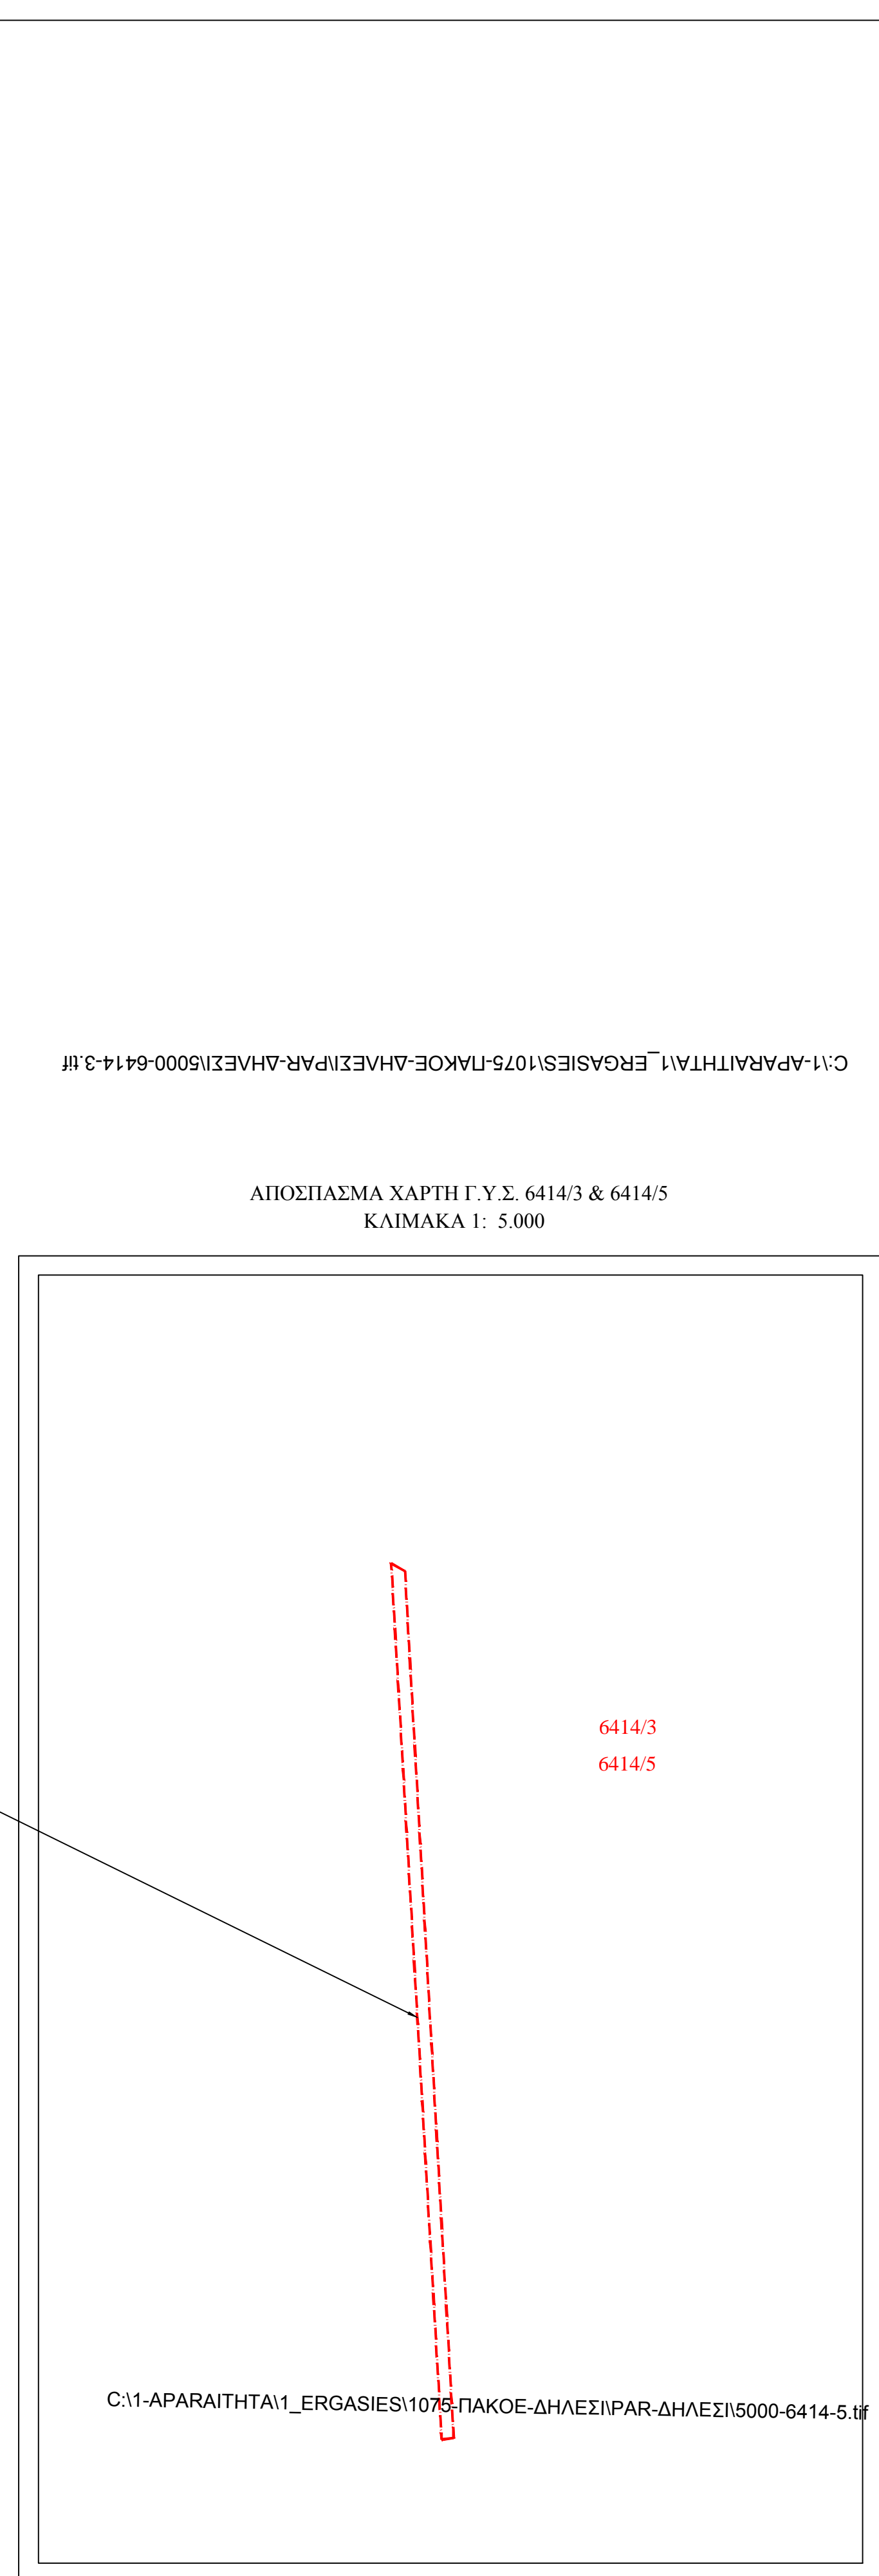 C:\1-APARAITHTA\1_ERGASIES\1075-ΠΑΚΟΕ-ΔΗΛΕΣΙ\PAR-ΔΗΛΕΣΙ\5000-6414-3.tif
ΑΠΟΣΠΑΣΜΑ ΧΑΡΤΗ Γ.Υ.Σ. 6414/3 & 6414/5
ΚΛΙΜΑΚΑ 1: 5.000
6414/3
6414/5
C:\1-APARAITHTA\1_ERGASIES\1075-ΠΑΚΟΕ-ΔΗΛΕΣΙ\PAR-ΔΗΛΕΣΙ\5000-6414-5.tif